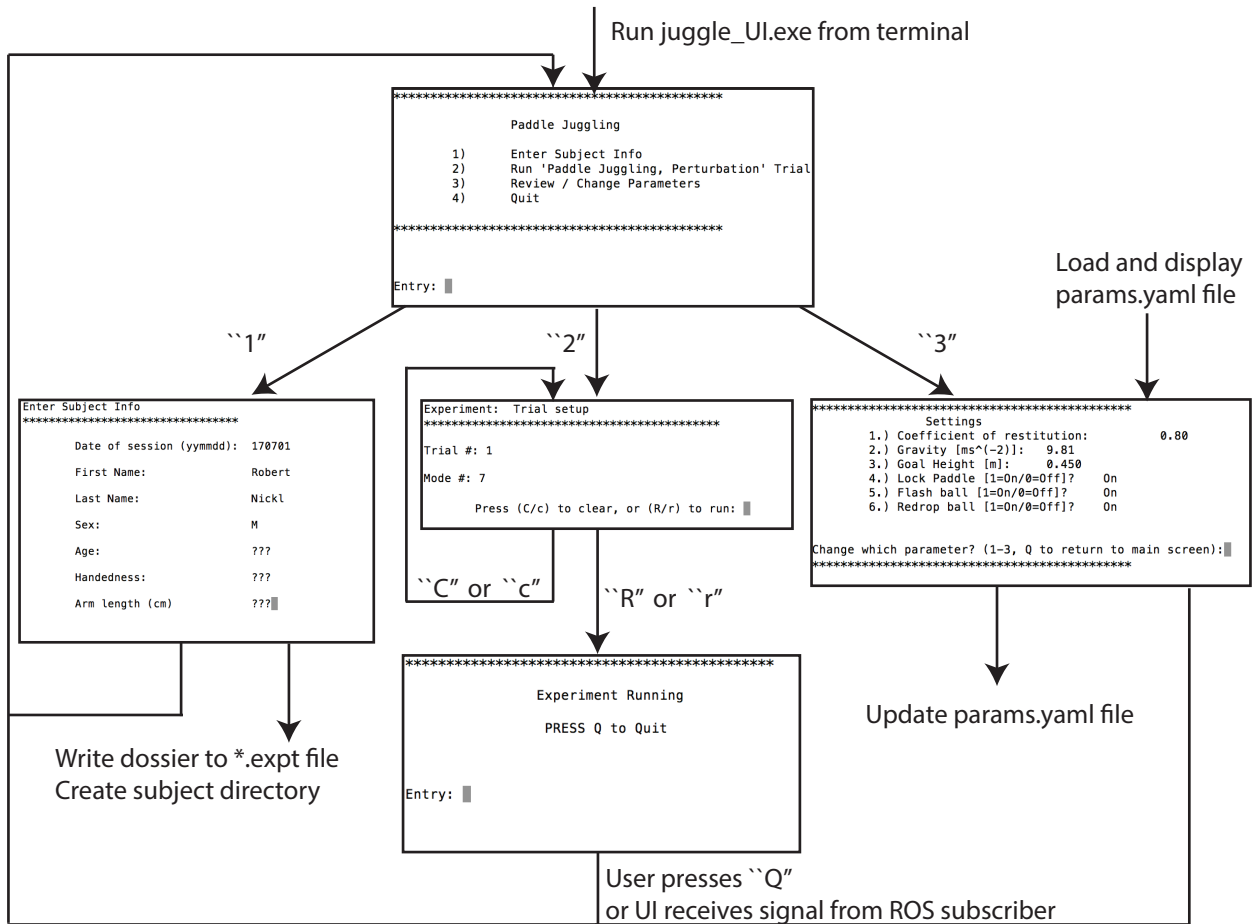 Run juggle_UI.exe from terminal
*********************************************
Paddle Juggling
1) Enter Subject Info
2) Run 'Paddle Juggling, Perturbation' Trial
3) Review / Change Parameters
4) Quit
*********************************************
Entry:
Load and display
params.yaml file
``1”
``2”
``3”
Enter Subject Info
*********************************
Date of session (yymmdd): 170701
First Name: Robert
Last Name: Nickl
Sex: M
Age: ???
Handedness: ???
Arm length (cm) ???
Experiment: Trial setup
*****************************************
Trial #: 1
Mode #: 7
Press (C/c) to clear, or (R/r) to run:
*********************************************
Settings
1.) Coefficient of restitution: 0.80
2.) Gravity [ms^(-2)]: 9.81
3.) Goal Height [m]: 0.450
4.) Lock Paddle [1=On/0=Off]? On
5.) Flash ball [1=On/0=Off]? On
6.) Redrop ball [1=On/0=Off]? On
Change which parameter? (1-3, Q to return to main screen):
*********************************************
``C” or ``c”
``R” or ``r”
Write dossier to *.expt file
Create subject directory
*********************************************
Experiment Running
PRESS Q to Quit
Entry:
Update params.yaml file
User presses ``Q”
or UI receives signal from ROS subscriber